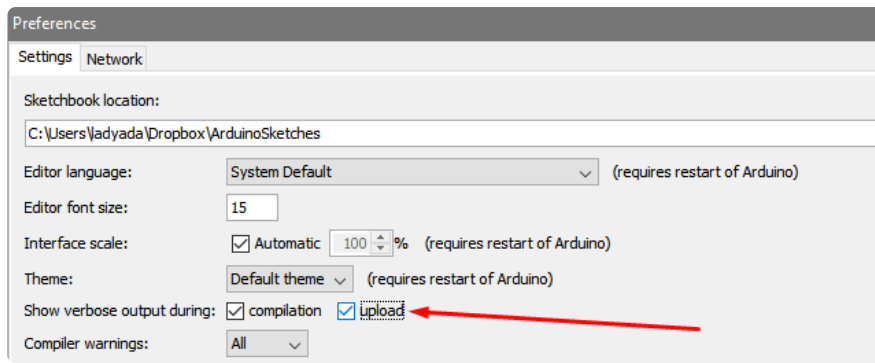 Preferences
Settings Network
Sketchbook location:
C:\Users\ladyada\Dropbox\ArduinoSketches
Editor language: System Default (requires restart of Arduino)
Editor font size: 15
Interface scale: Automatic 100 % (requires restart of Arduino)
Theme: Default theme (requires restart of Arduino)
Show verbose output during: compilation upload
Compiler warnings: All